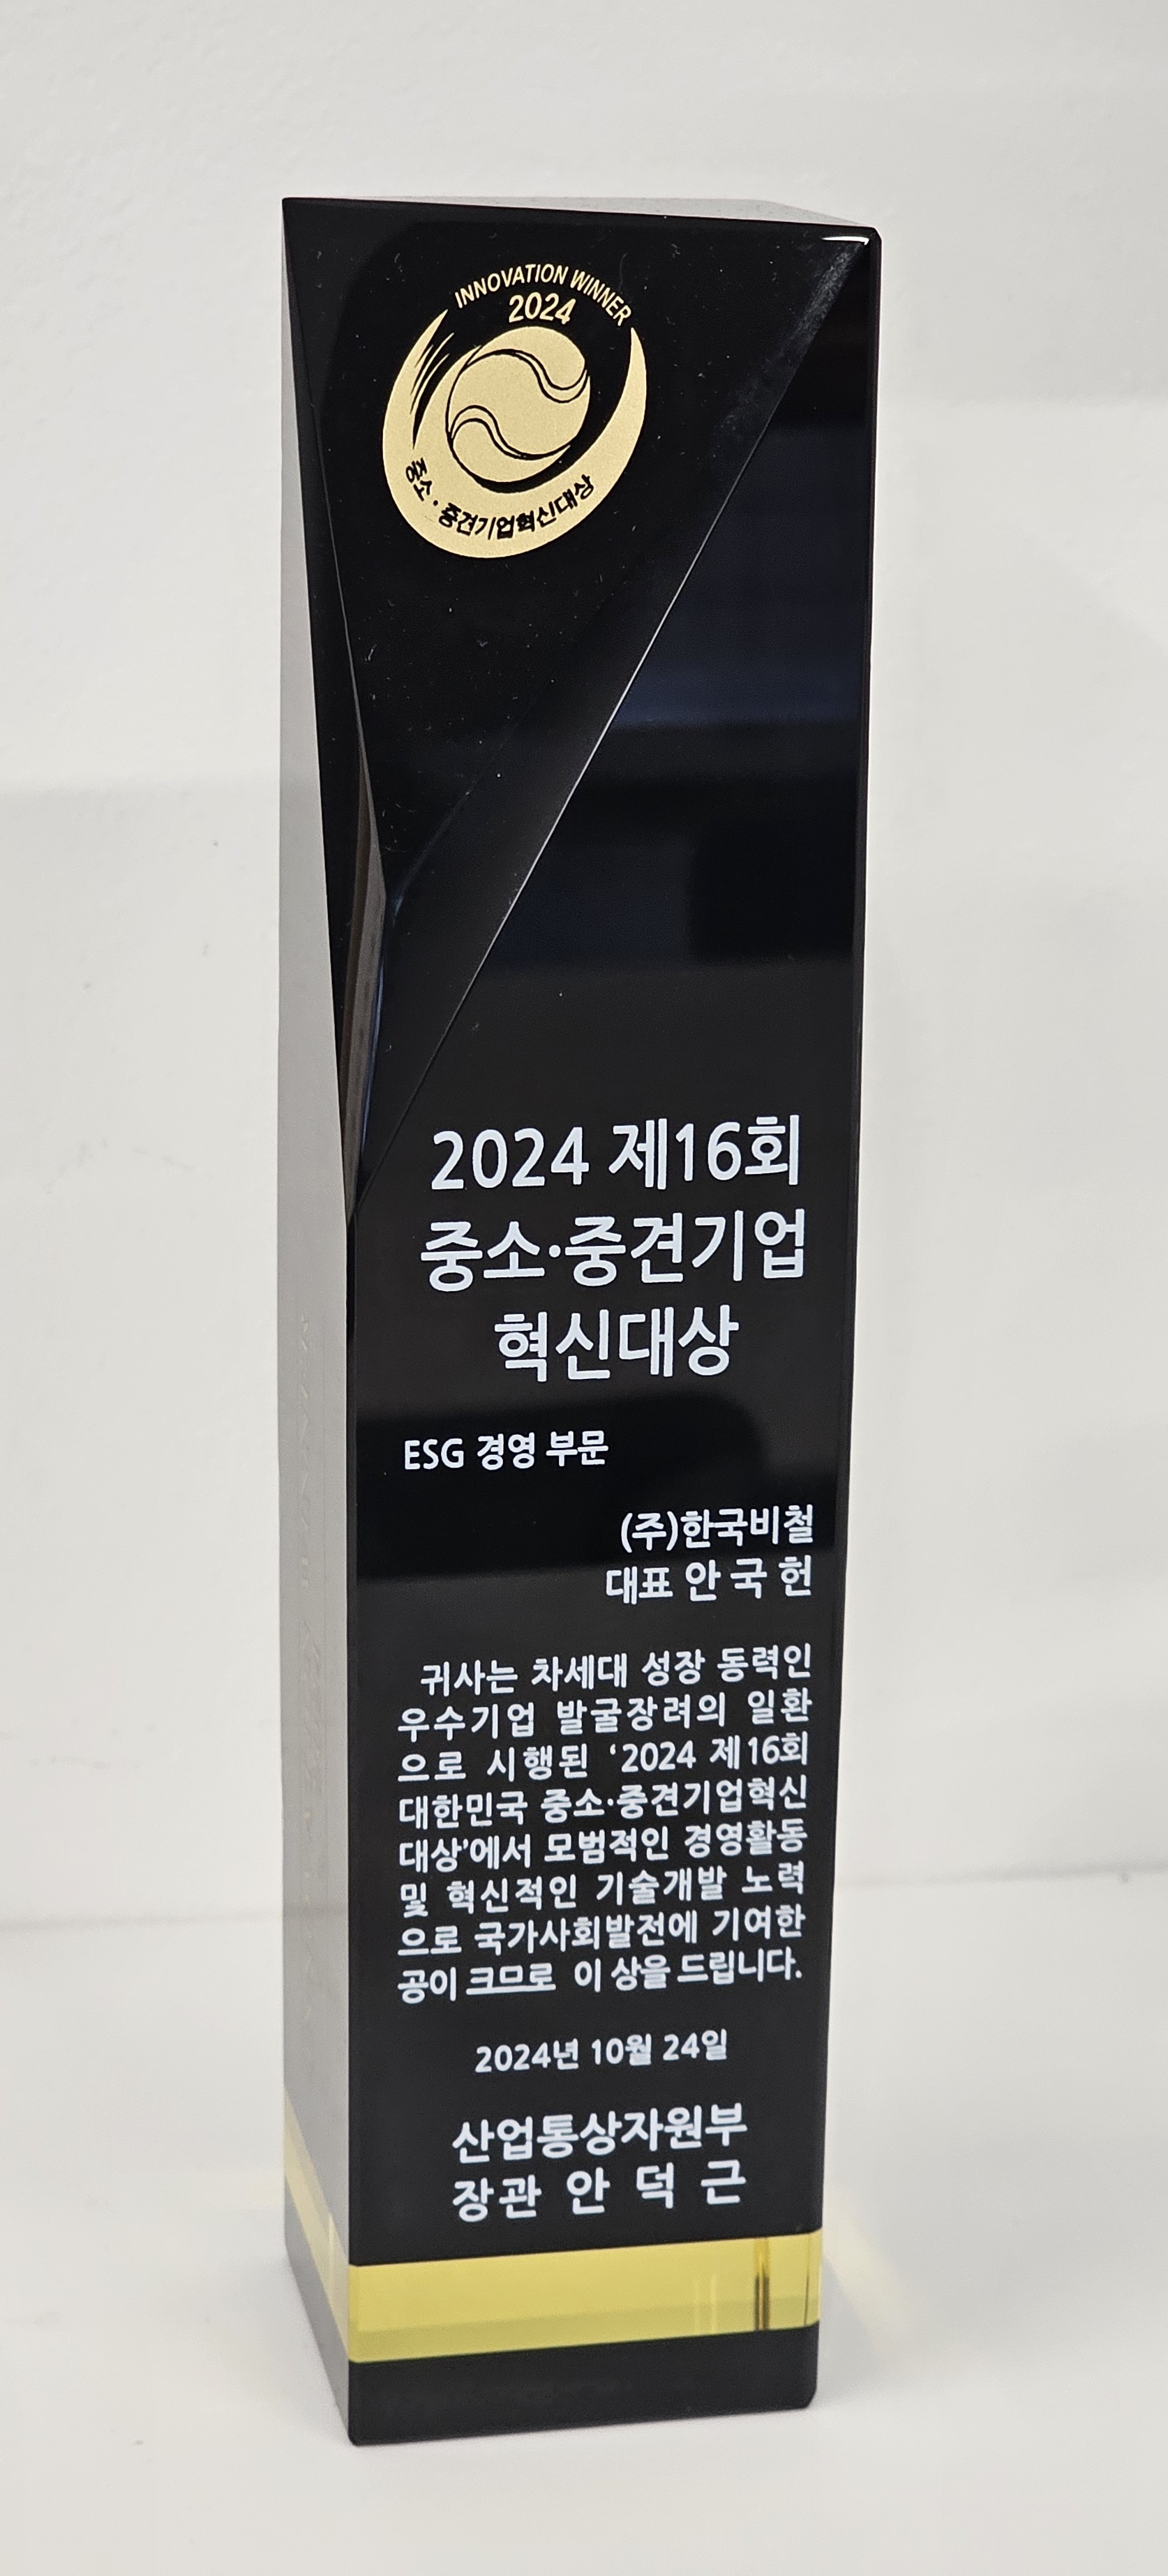 INNOVATION WINNER
2024
중소·중견기업혁신대상
2024 제16회
중소·중견기업
혁신대상
ESG 경영 부문
(주)한국비철
대표 안 국 헌
귀사는 차세대 성장 동력인
우수기업 발굴장려의 일환
으로 시행된 ‘2024 제16회
대한민국 중소·중견기업혁신
대상’에서 모범적인 경영활동
및 혁신적인 기술개발 노력
으로 국가사회발전에 기여한
공이 크므로 이 상을 드립니다.
2024년 10월 24일
산업통상자원부
장관 안 덕 근